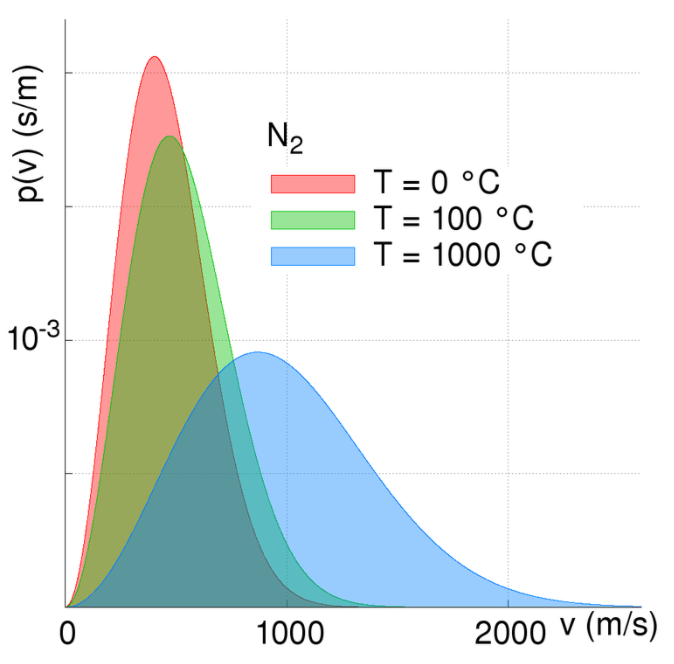 p(v) (s/m)
N₂
T = 0 °C
T = 100 °C
T = 1000 °C
10⁻³
0 1000 2000 v (m/s)